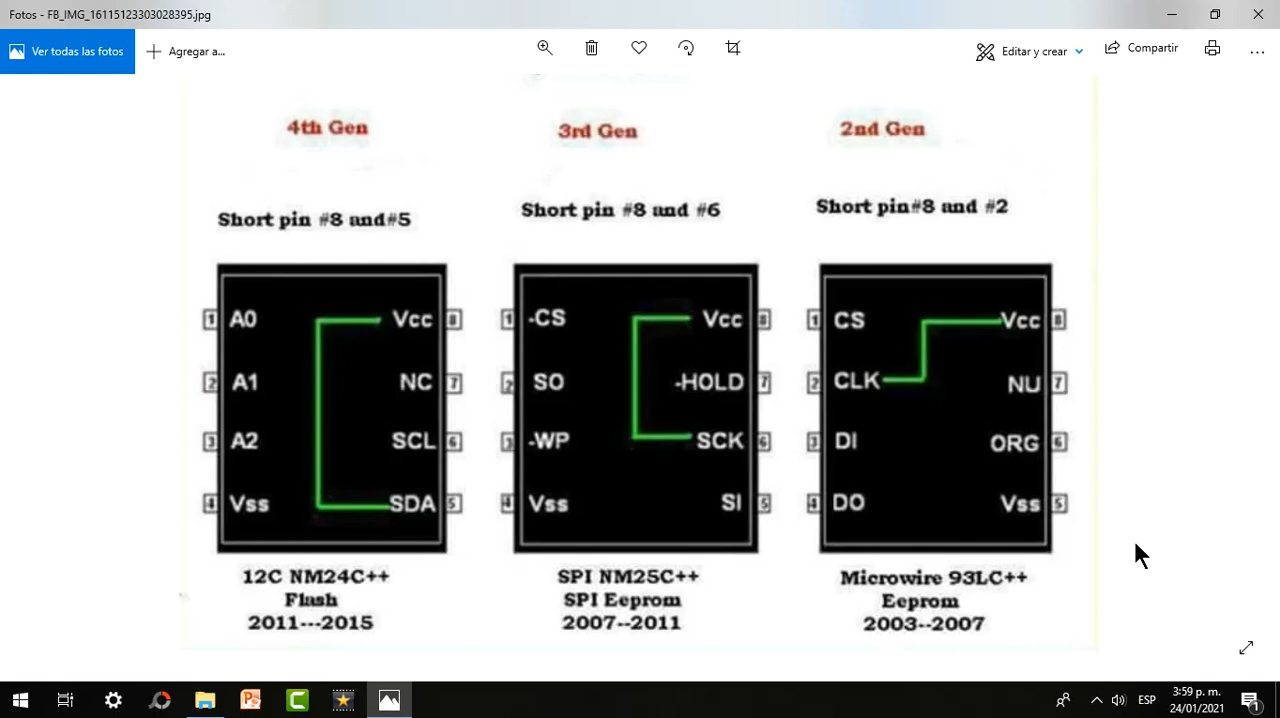 Fotos - FB_IMG_16115123303028395.jpg
Ver todas las fotos
Agregar a...
Editar y crear
Compartir
4th Gen
3rd Gen
2nd Gen
Short pin #8 and#5
Short pin #8 and #6
Short pin#8 and #2
1 A0 Vcc 8
2 A1 NC 7
3 A2 SCL 6
4 Vss SDA 5
1 -CS Vcc 8
2 SO -HOLD 7
3 -WP SCK 6
4 Vss SI 5
1 CS Vcc 8
2 CLK NU 7
3 DI ORG 6
4 DO Vss 5
12C NM24C++
Flash
2011---2015
SPI NM25C++
SPI Eeprom
2007--2011
Microwire 93LC++
Eeprom
2003--2007
ESP
3:59 p. m.
24/01/2021
1